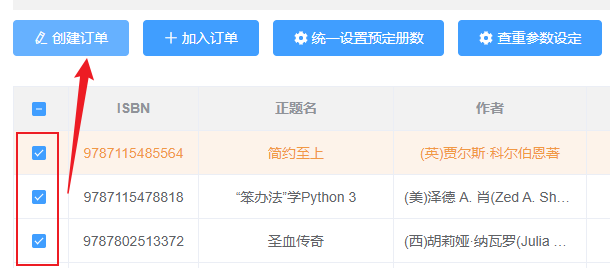 创建订单 加入订单 统一设置预定册数 查重参数设定
ISBN 正题名 作者
9787115485564 简约至上 (英)贾尔斯·科尔伯恩著
9787115478818 “笨办法”学Python 3 (美)泽德 A. 肖(Zed A. Sh...
9787802513372 圣血传奇 (西)胡莉娅·纳瓦罗(Julia ...